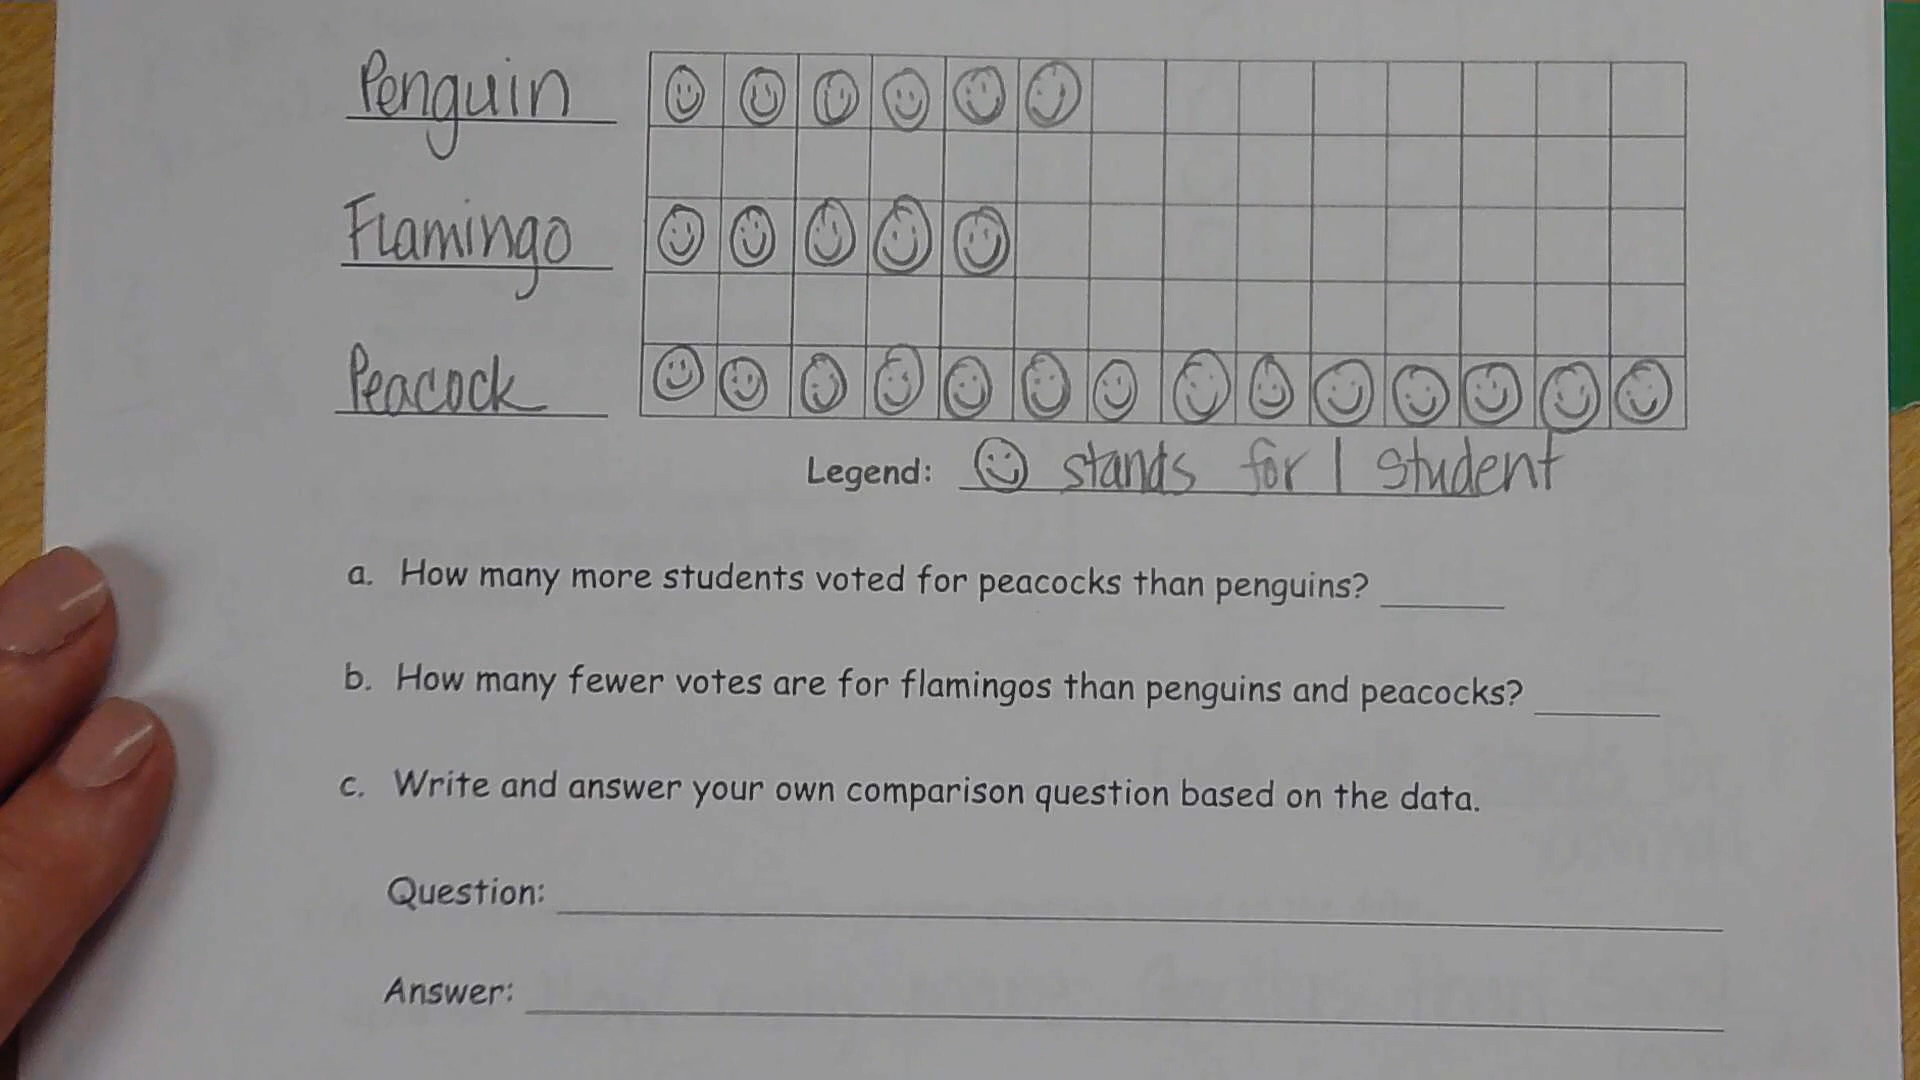 Penguin
Flamingo
Peacock
Legend: stands for 1 student
a. How many more students voted for peacocks than penguins?
b. How many fewer votes are for flamingos than penguins and peacocks?
c. Write and answer your own comparison question based on the data.
Question:
Answer: